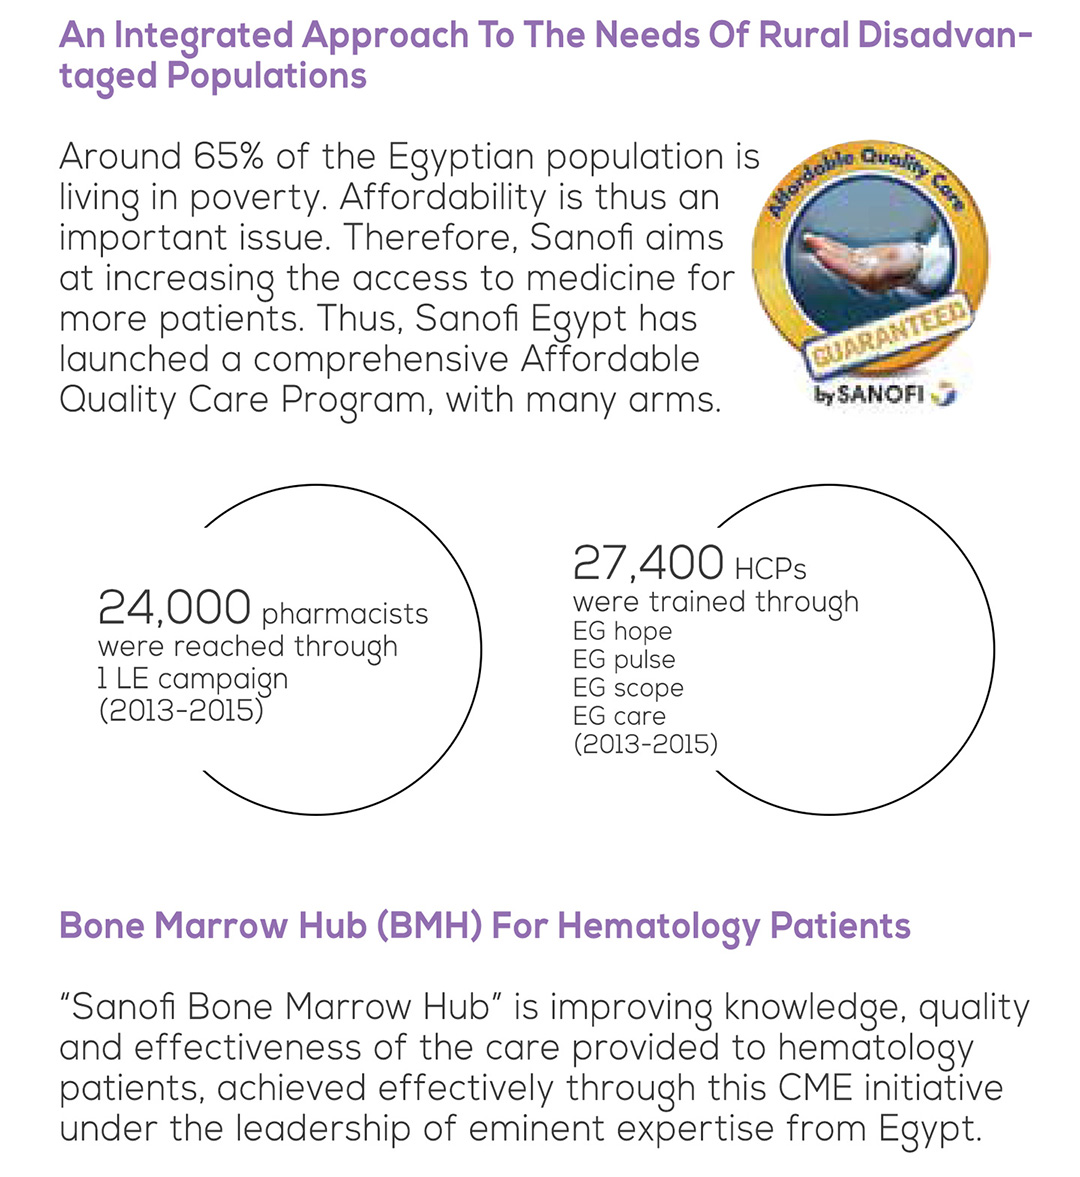 An Integrated Approach To The Needs Of Rural Disadvan-
taged Populations
Around 65% of the Egyptian population is
living in poverty. Affordability is thus an
important issue. Therefore, Sanofi aims
at increasing the access to medicine for
more patients. Thus, Sanofi Egypt has
launched a comprehensive Affordable
Quality Care Program, with many arms.
Affordable Quality Care
GUARANTEED
by SANOFI
24,000 pharmacists
were reached through
1 LE campaign
(2013-2015)
27,400 HCPs
were trained through
EG hope
EG pulse
EG scope
EG care
(2013-2015)
Bone Marrow Hub (BMH) For Hematology Patients
“Sanofi Bone Marrow Hub” is improving knowledge, quality
and effectiveness of the care provided to hematology
patients, achieved effectively through this CME initiative
under the leadership of eminent expertise from Egypt.